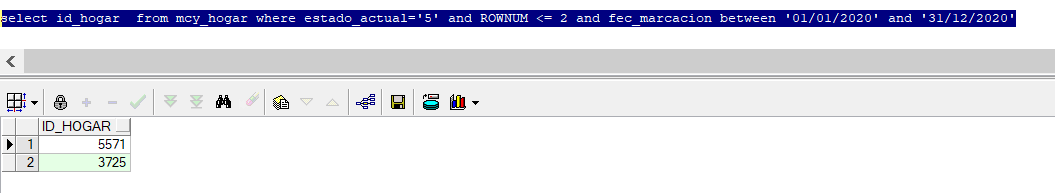 select id_hogar  from mcy_hogar where estado_actual='5' and ROWNUM <= 2 and fec_marcacion between '01/01/2020' and '31/12/2020'
ID_HOGAR
1 5571
2 3725